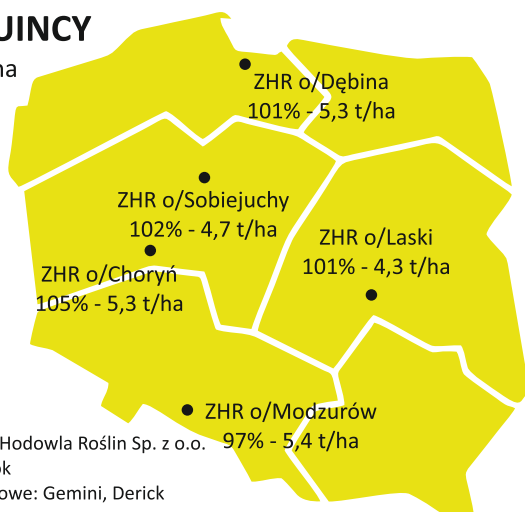 UINCY
na
ZHR o/Dębina
101% - 5,3 t/ha
ZHR o/Sobiejuchy
102% - 4,7 t/ha
ZHR o/Laski
101% - 4,3 t/ha
ZHR o/Choryń
105% - 5,3 t/ha
ZHR o/Modzurów
97% - 5,4 t/ha
Hodowla Roślin Sp. z o.o.
ok
owe: Gemini, Derick